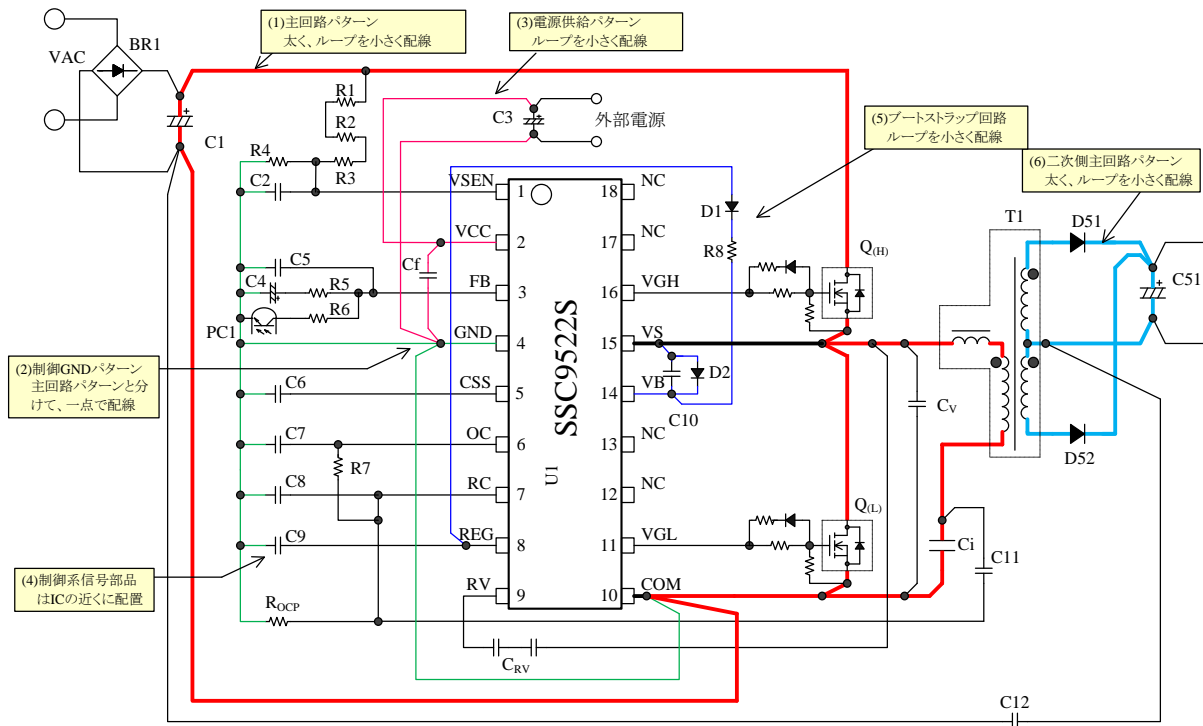 (1)主回路パターン
太く、ループを小さく配線
(3)電源供給パターン
ループを小さく配線
VAC
BR1
C1
R1
R2
R3
R4
C2
C3
外部電源
(5)ブートストラップ回路
ループを小さく配線
(6)二次側主回路パターン
太く、ループを小さく配線
VSEN
1
18
NC
VCC
2
17
NC
Cf
D1
R8
C5
C4
R5
R6
PC1
FB
3
16
VGH
Q(H)
T1
D51
C51
GND
4
15
VS
(2)制御GNDパターン
主回路パターンと分
けて、一点で配線
C6
CSS
5
14
VB
D2
C10
CV
D52
C7
OC
6
13
NC
R7
C8
RC
7
12
NC
SSC9522S
U1
Q(L)
C9
REG
8
11
VGL
Ci
C11
(4)制御系信号部品
はICの近くに配置
RV
9
10
COM
ROCP
CRV
C12